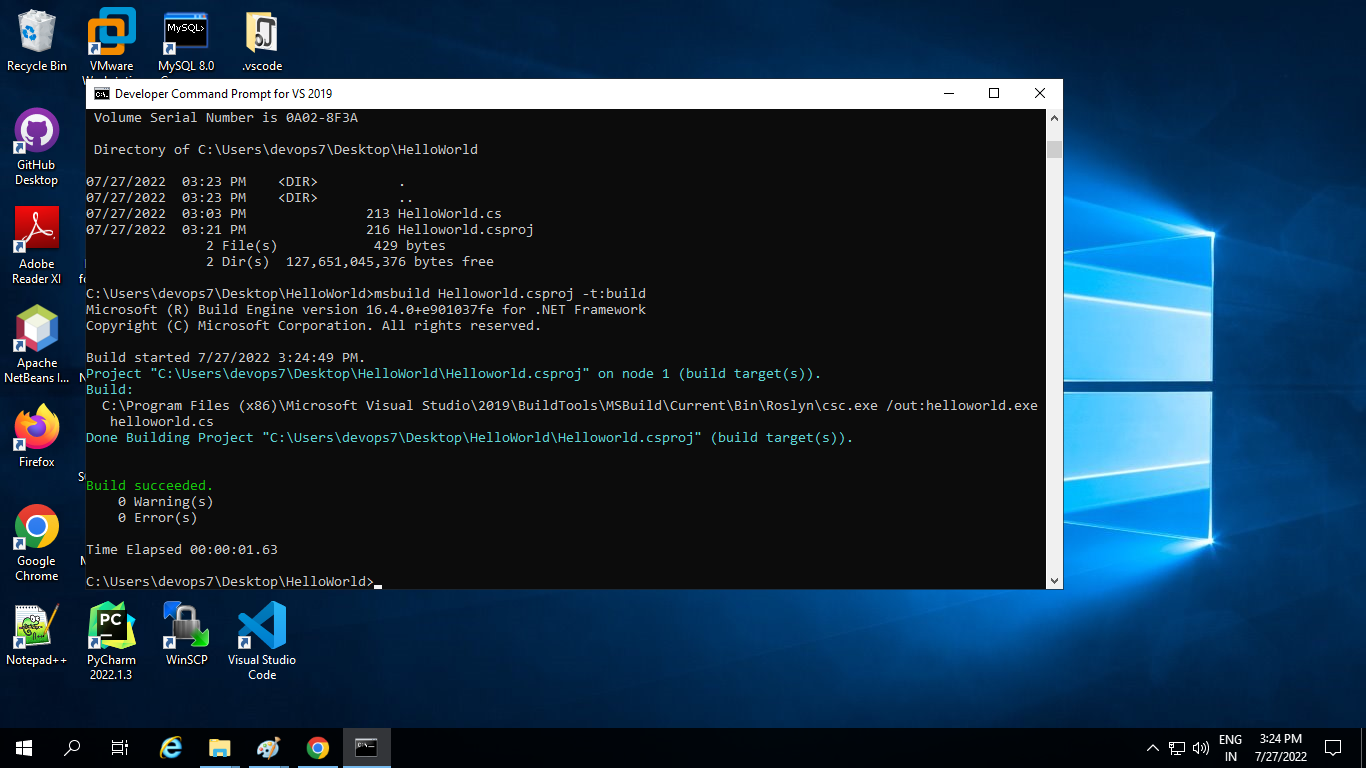 Recycle Bin
VMware
MySQL>
MySQL 8.0
.vscode
Developer Command Prompt for VS 2019
Volume Serial Number is 0A02-8F3A
Directory of C:\Users\devops7\Desktop\HelloWorld
07/27/2022  03:23 PM    <DIR>          .
07/27/2022  03:23 PM    <DIR>          ..
07/27/2022  03:03 PM               213 HelloWorld.cs
07/27/2022  03:21 PM               216 Helloworld.csproj
2 File(s)            429 bytes
2 Dir(s)  127,651,045,376 bytes free
C:\Users\devops7\Desktop\HelloWorld>msbuild Helloworld.csproj -t:build
Microsoft (R) Build Engine version 16.4.0+e901037fe for .NET Framework
Copyright (C) Microsoft Corporation. All rights reserved.
Build started 7/27/2022 3:24:49 PM.
Project "C:\Users\devops7\Desktop\HelloWorld\Helloworld.csproj" on node 1 (build target(s)).
Build:
C:\Program Files (x86)\Microsoft Visual Studio\2019\BuildTools\MSBuild\Current\Bin\Roslyn\csc.exe /out:helloworld.exe
helloworld.cs
Done Building Project "C:\Users\devops7\Desktop\HelloWorld\Helloworld.csproj" (build target(s)).
Build succeeded.
0 Warning(s)
0 Error(s)
Time Elapsed 00:00:01.63
C:\Users\devops7\Desktop\HelloWorld>
GitHub
Desktop
Adobe
Reader XI
Apache
NetBeans I...
Firefox
Google
Chrome
Notepad++
PC
PyCharm
2022.1.3
WinSCP
Visual Studio
Code
ENG
IN
3:24 PM
7/27/2022